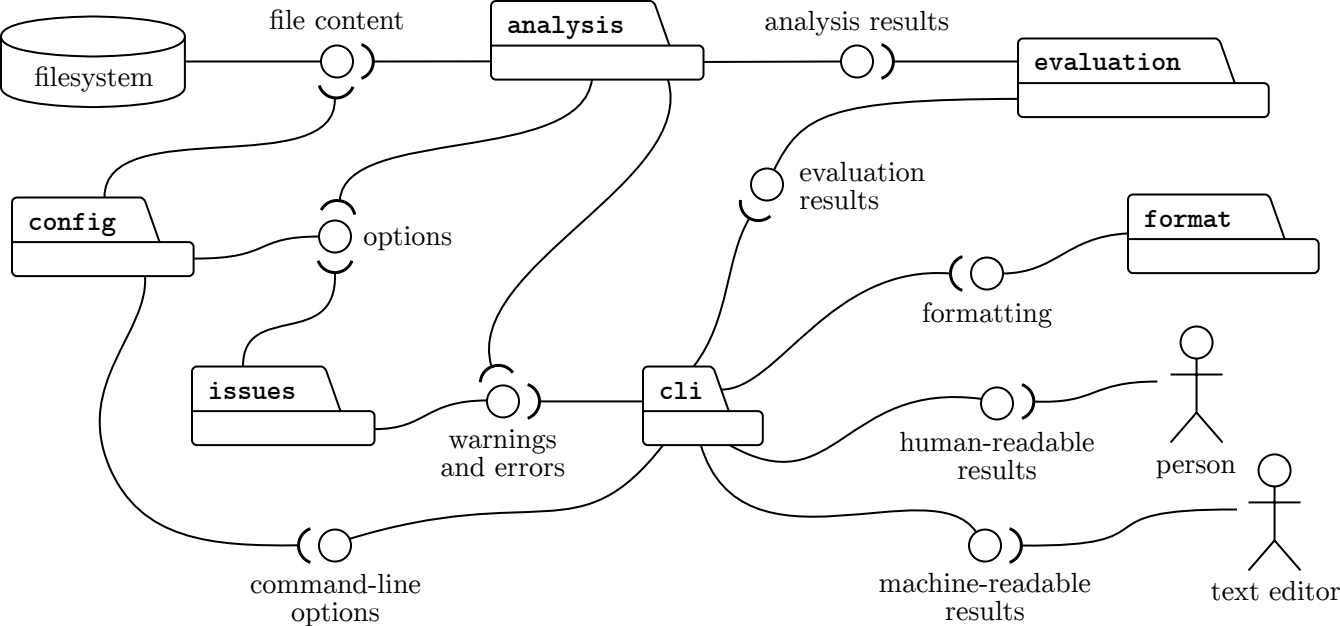 file content
analysis
analysis results
evaluation
filesystem
evaluation
results
config
options
format
formatting
issues
cli
warnings
and errors
human-readable
results
person
command-line
options
machine-readable
results
text editor